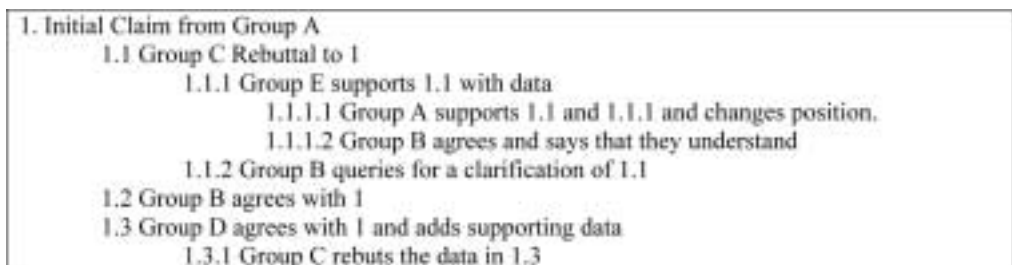 1. Initial Claim from Group A
1.1 Group C Rebuttal to 1
1.1.1 Group E supports 1.1 with data
1.1.1.1 Group A supports 1.1 and 1.1.1 and changes position.
1.1.1.2 Group B agrees and says that they understand
1.1.2 Group B queries for a clarification of 1.1
1.2 Group B agrees with 1
1.3 Group D agrees with 1 and adds supporting data
1.3.1 Group C rebuts the data in 1.3